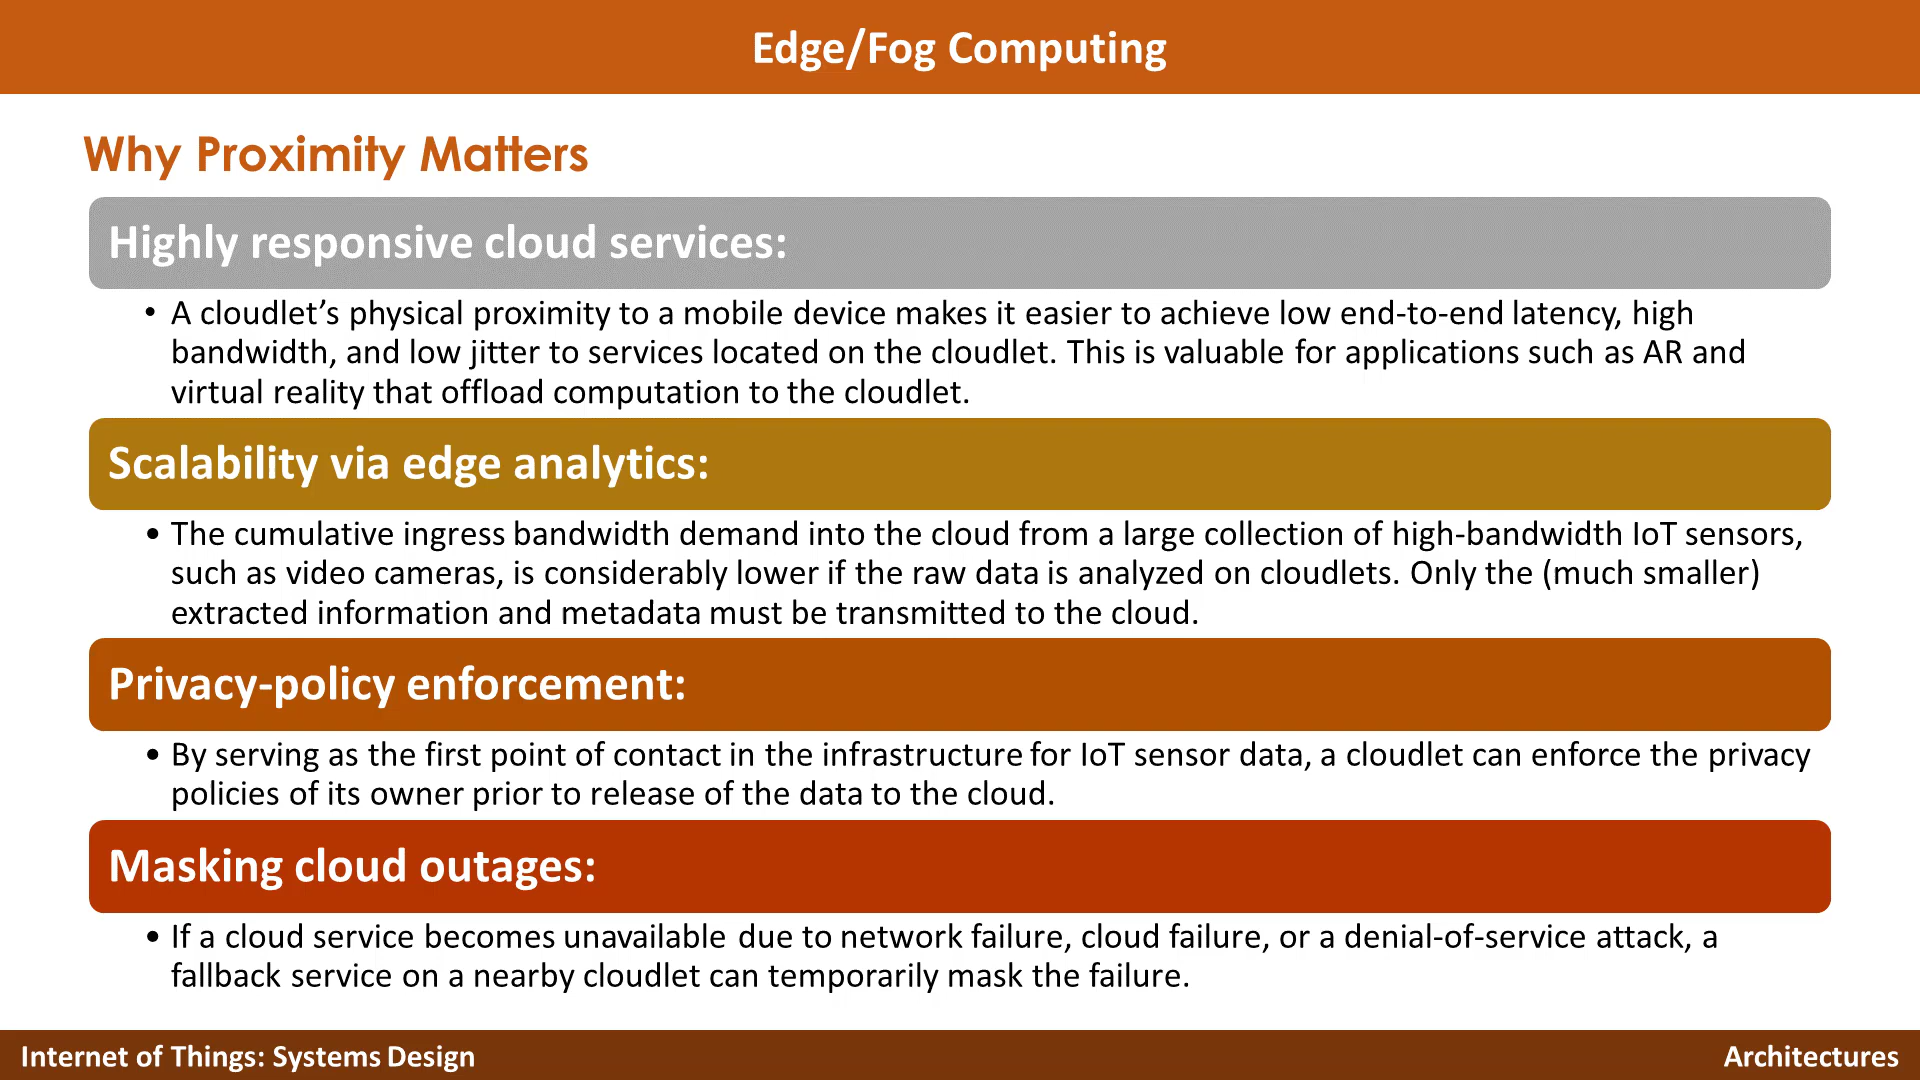 Edge/Fog Computing
Why Proximity Matters
Highly responsive cloud services:
• A cloudlet’s physical proximity to a mobile device makes it easier to achieve low end-to-end latency, high
bandwidth, and low jitter to services located on the cloudlet. This is valuable for applications such as AR and
virtual reality that offload computation to the cloudlet.
Scalability via edge analytics:
• The cumulative ingress bandwidth demand into the cloud from a large collection of high-bandwidth IoT sensors,
such as video cameras, is considerably lower if the raw data is analyzed on cloudlets. Only the (much smaller)
extracted information and metadata must be transmitted to the cloud.
Privacy-policy enforcement:
• By serving as the first point of contact in the infrastructure for IoT sensor data, a cloudlet can enforce the privacy
policies of its owner prior to release of the data to the cloud.
Masking cloud outages:
• If a cloud service becomes unavailable due to network failure, cloud failure, or a denial-of-service attack, a
fallback service on a nearby cloudlet can temporarily mask the failure.
Internet of Things: Systems Design
Architectures